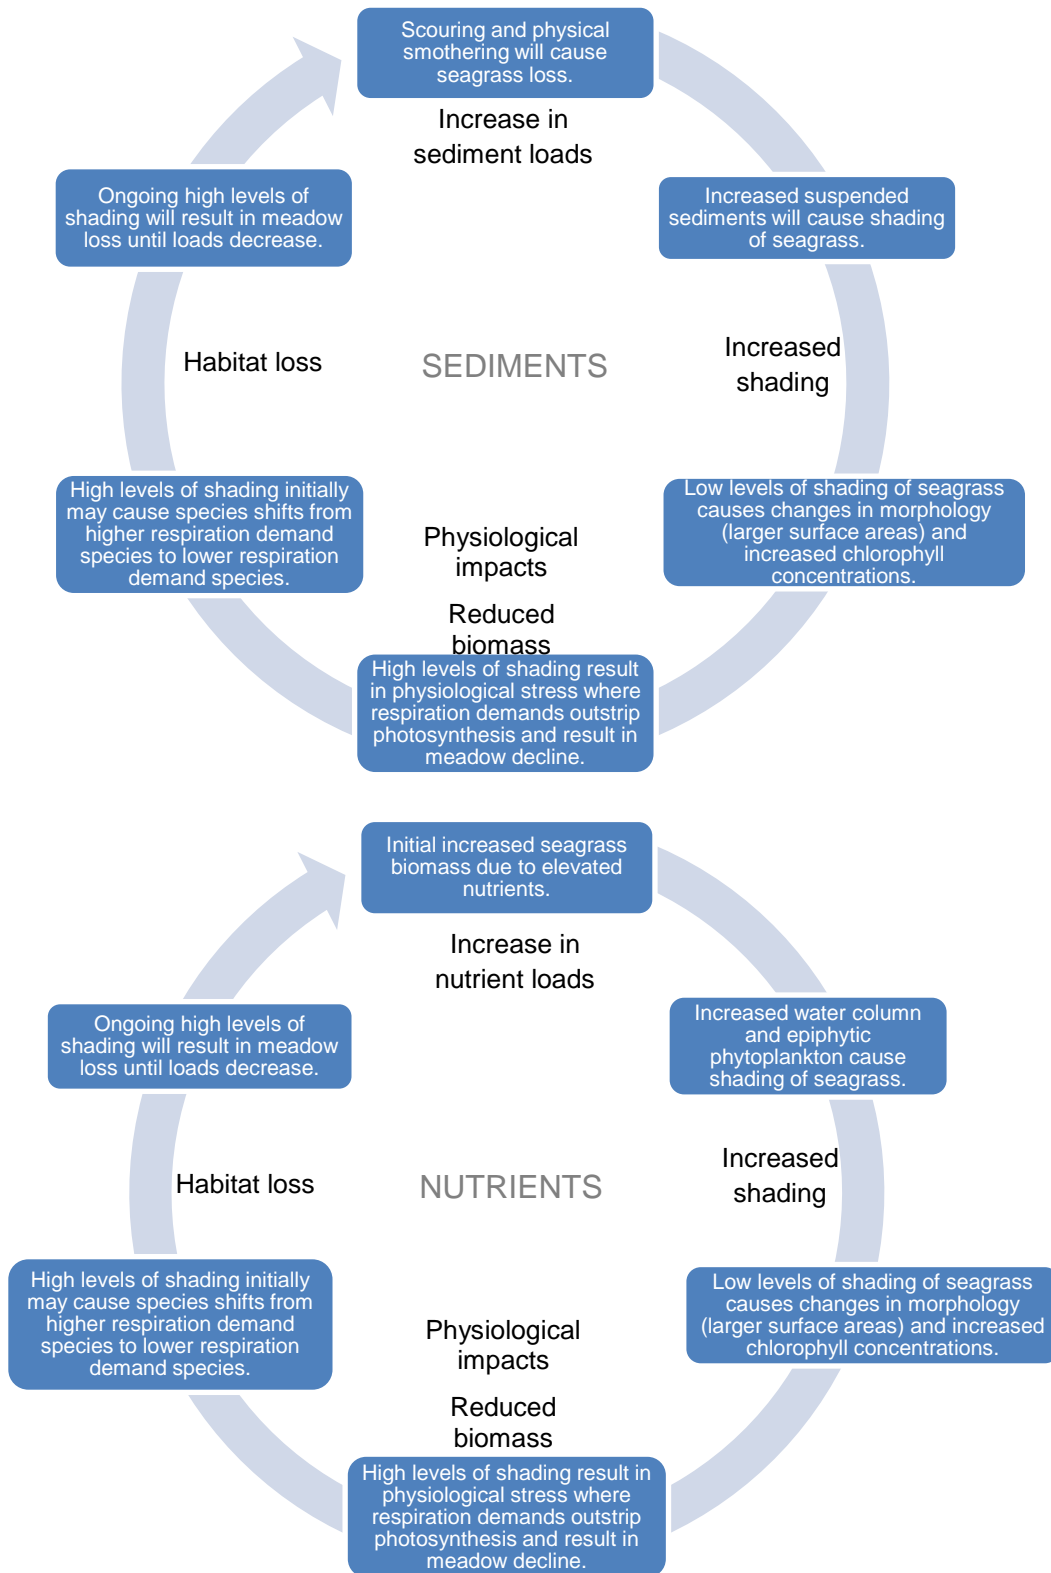 Scouring and physical
smothering will cause
seagrass loss.
Increase in
sediment loads
Increased suspended
sediments will cause shading
of seagrass.
Increased
shading
Low levels of shading of seagrass
causes changes in morphology
(larger surface areas) and
increased chlorophyll
concentrations.
Physiological
impacts
Reduced
biomass
High levels of shading result
in physiological stress where
respiration demands outstrip
photosynthesis and result in
meadow decline.
High levels of shading initially
may cause species shifts from
higher respiration demand
species to lower respiration
demand species.
Habitat loss
Ongoing high levels of
shading will result in meadow
loss until loads decrease.
SEDIMENTS
Initial increased seagrass
biomass due to elevated
nutrients.
Increase in
nutrient loads
Increased water column
and epiphytic
phytoplankton cause
shading of seagrass.
Increased
shading
Low levels of shading of seagrass
causes changes in morphology
(larger surface areas) and increased
chlorophyll concentrations.
Physiological
impacts
Reduced
biomass
High levels of shading result in
physiological stress where
respiration demands outstrip
photosynthesis and result in
meadow decline.
High levels of shading initially
may cause species shifts from
higher respiration demand
species to lower respiration
demand species.
Habitat loss
Ongoing high levels of
shading will result in meadow
loss until loads decrease.
NUTRIENTS